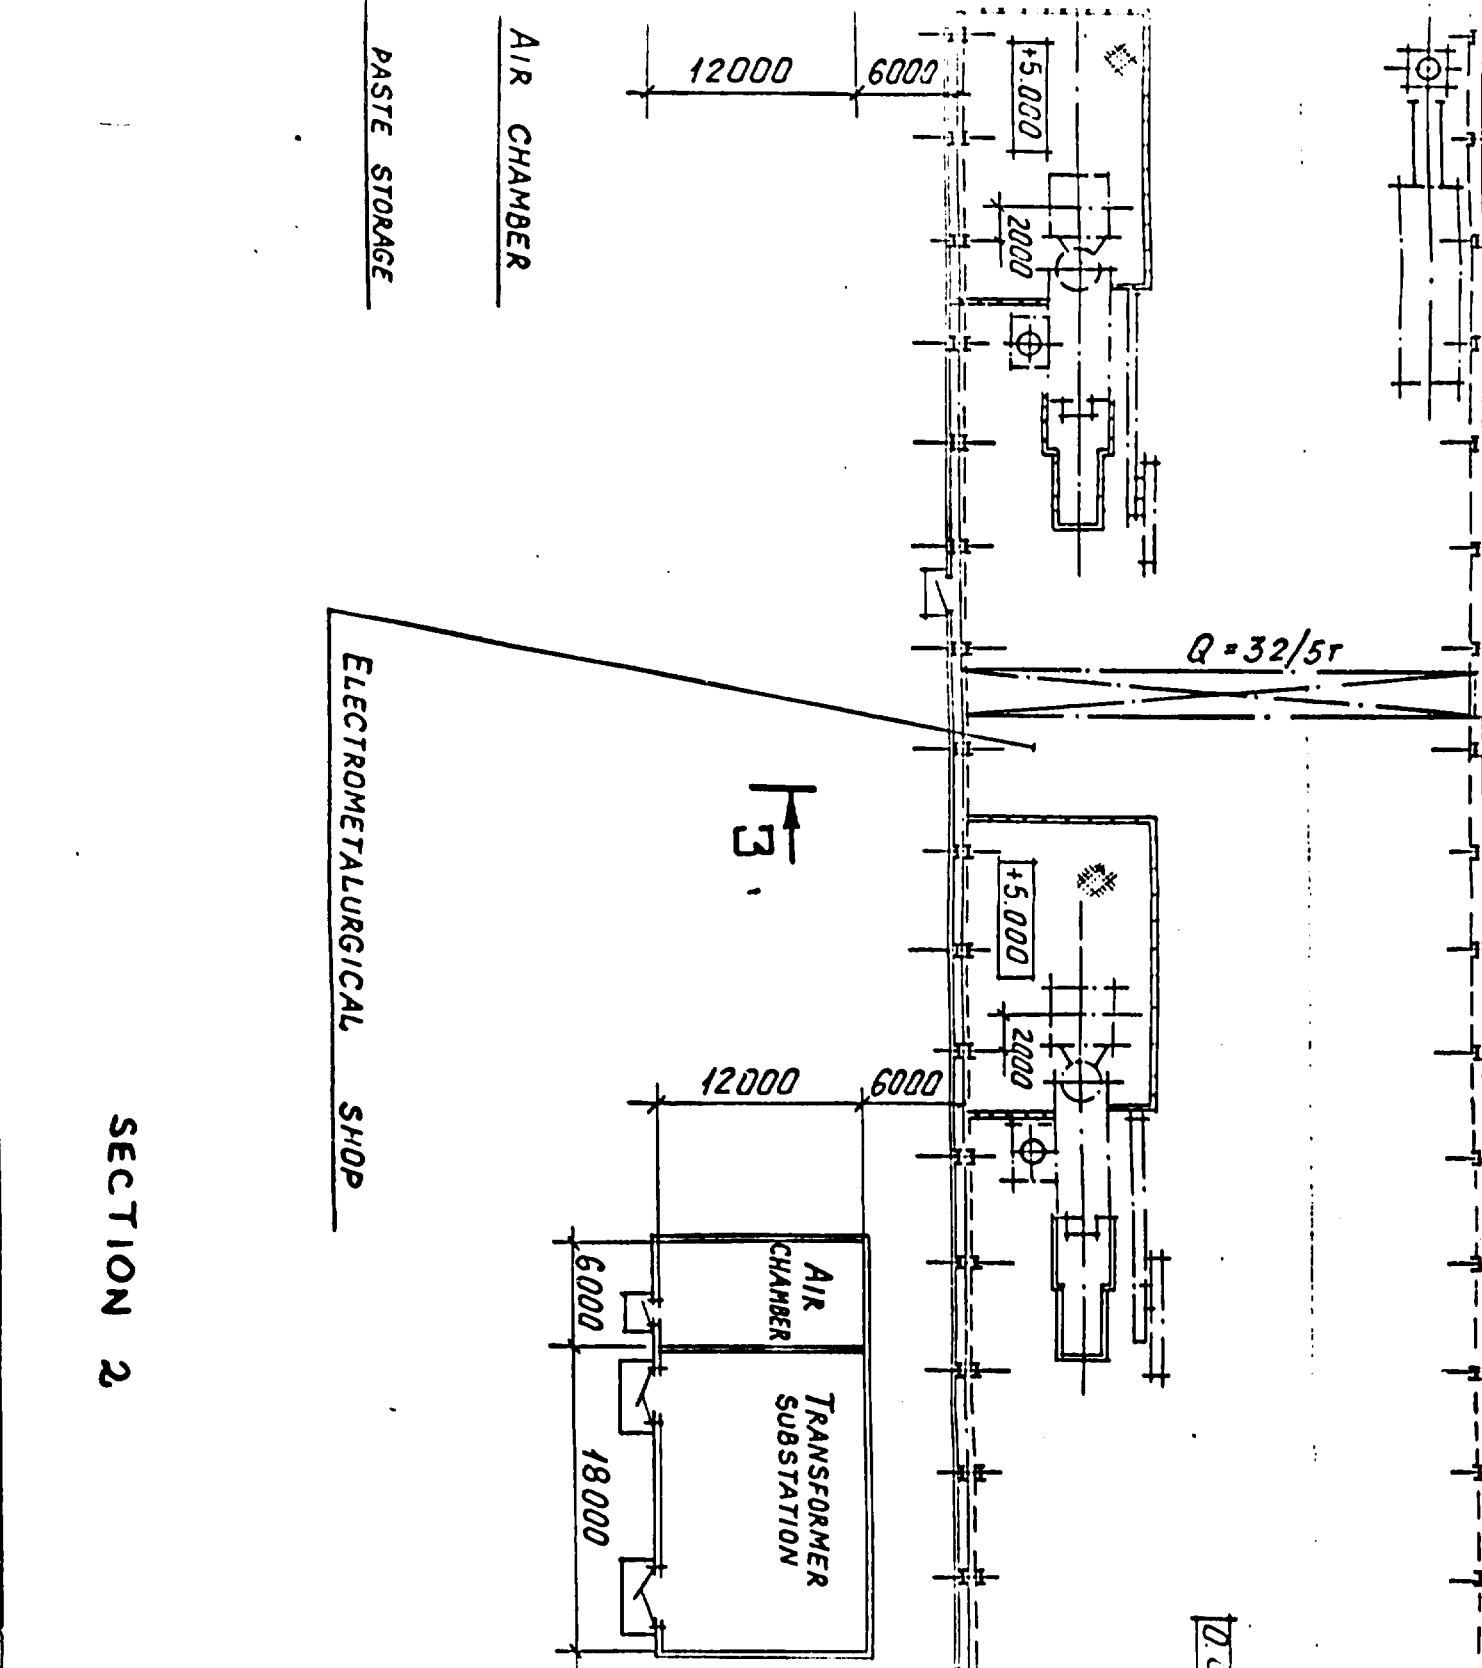 AIR CHAMBER
PASTE STORAGE
12000
6000
+5.000
2000
Q = 32/5T
ELECTROMETALURGICAL SHOP
3
+5.000
2000
12000
6000
AIR
CHAMBER
6000
TRANSFORMER
SUBSTATION
18000
SECTION 2